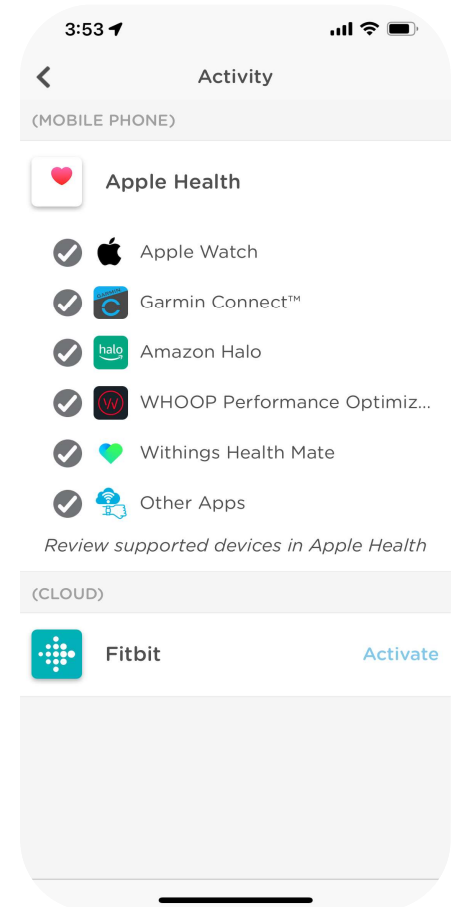 3:53
Activity
(MOBILE PHONE)
Apple Health
Apple Watch
GARMIN
Garmin Connect™
halo
Amazon Halo
W
WHOOP Performance Optimiz...
Withings Health Mate
Other Apps
Review supported devices in Apple Health
(CLOUD)
Fitbit Activate